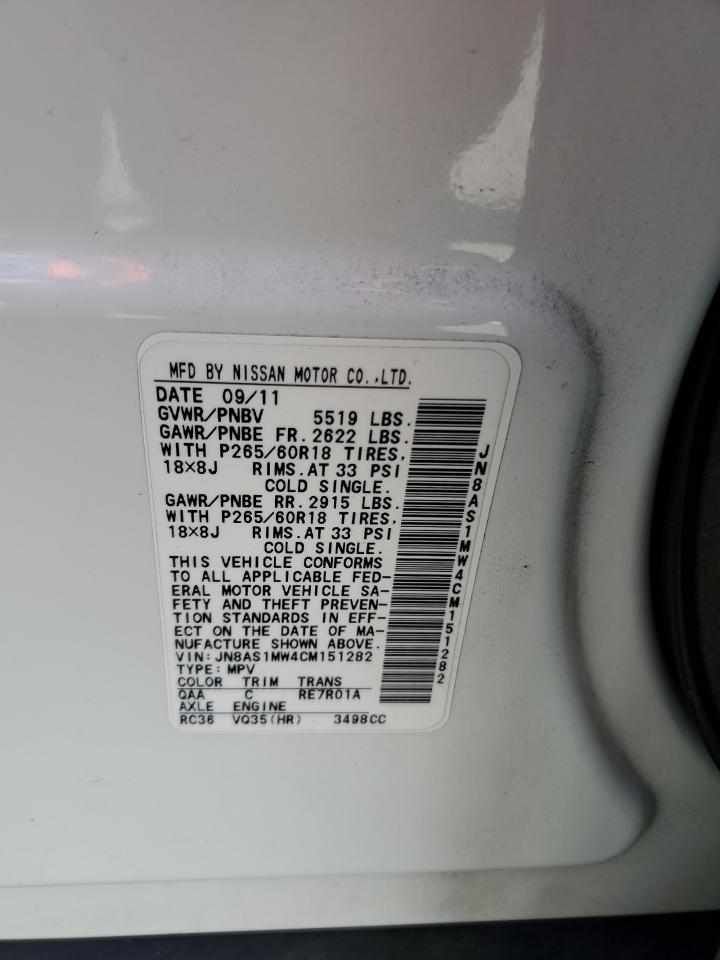 MFD BY NISSAN MOTOR CO.,LTD.
DATE 09/11
GVWR/PNBV 5519 LBS.
GAWR/PNBE FR. 2622 LBS.
WITH P265/60R18 TIRES,
18×8J RIMS. AT 33 PSI
COLD SINGLE.
GAWR/PNBE RR. 2915 LBS.
WITH P265/60R18 TIRES,
18×8J RIMS. AT 33 PSI
COLD SINGLE.
THIS VEHICLE CONFORMS
TO ALL APPLICABLE FED-
ERAL MOTOR VEHICLE SA-
FETY AND THEFT PREVEN-
TION STANDARDS IN EFF-
ECT ON THE DATE OF MA-
NUFACTURE SHOWN ABOVE.
VIN: JN8AS1MW4CM151282
TYPE: MPV
COLOR TRIM TRANS
QAA C RE7R01A
AXLE ENGINE
RC36 VQ35(HR) 3498CC
JN8AS1MW4CM151282